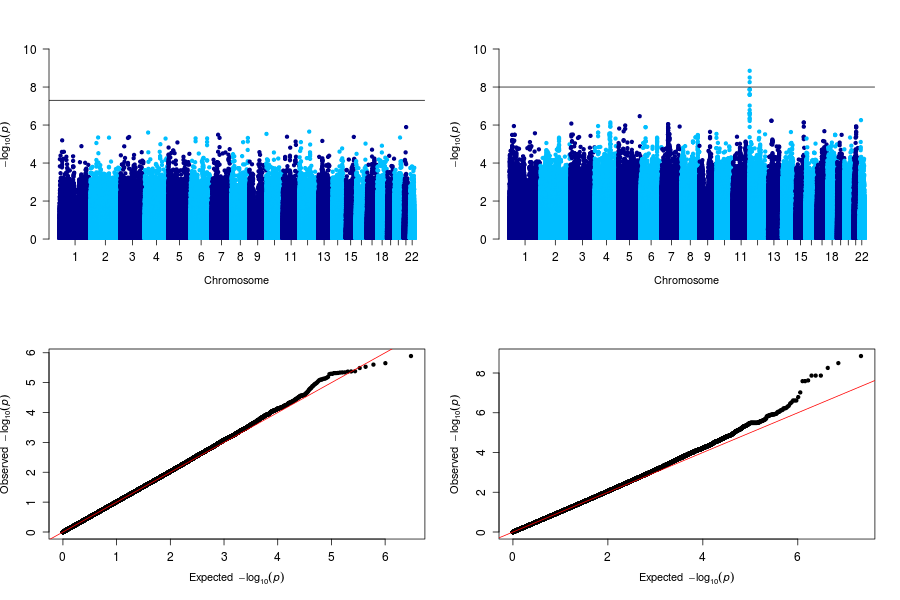 10 10
8 8
6 6
4 4
2 2
0 0
−log10(p) −log10(p)
1 2 3 4 5 6 7 8 9 11 13 15 18 22 1 2 3 4 5 6 7 9 11 13 15 18 22
Chromosome Chromosome
6
5
4
3
2
1
0
Observed −log10(p)
0 1 2 3 4 5 6
Expected −log10(p)
8
6
4
2
0
Observed −log10(p)
0 2 4 6
Expected −log10(p)